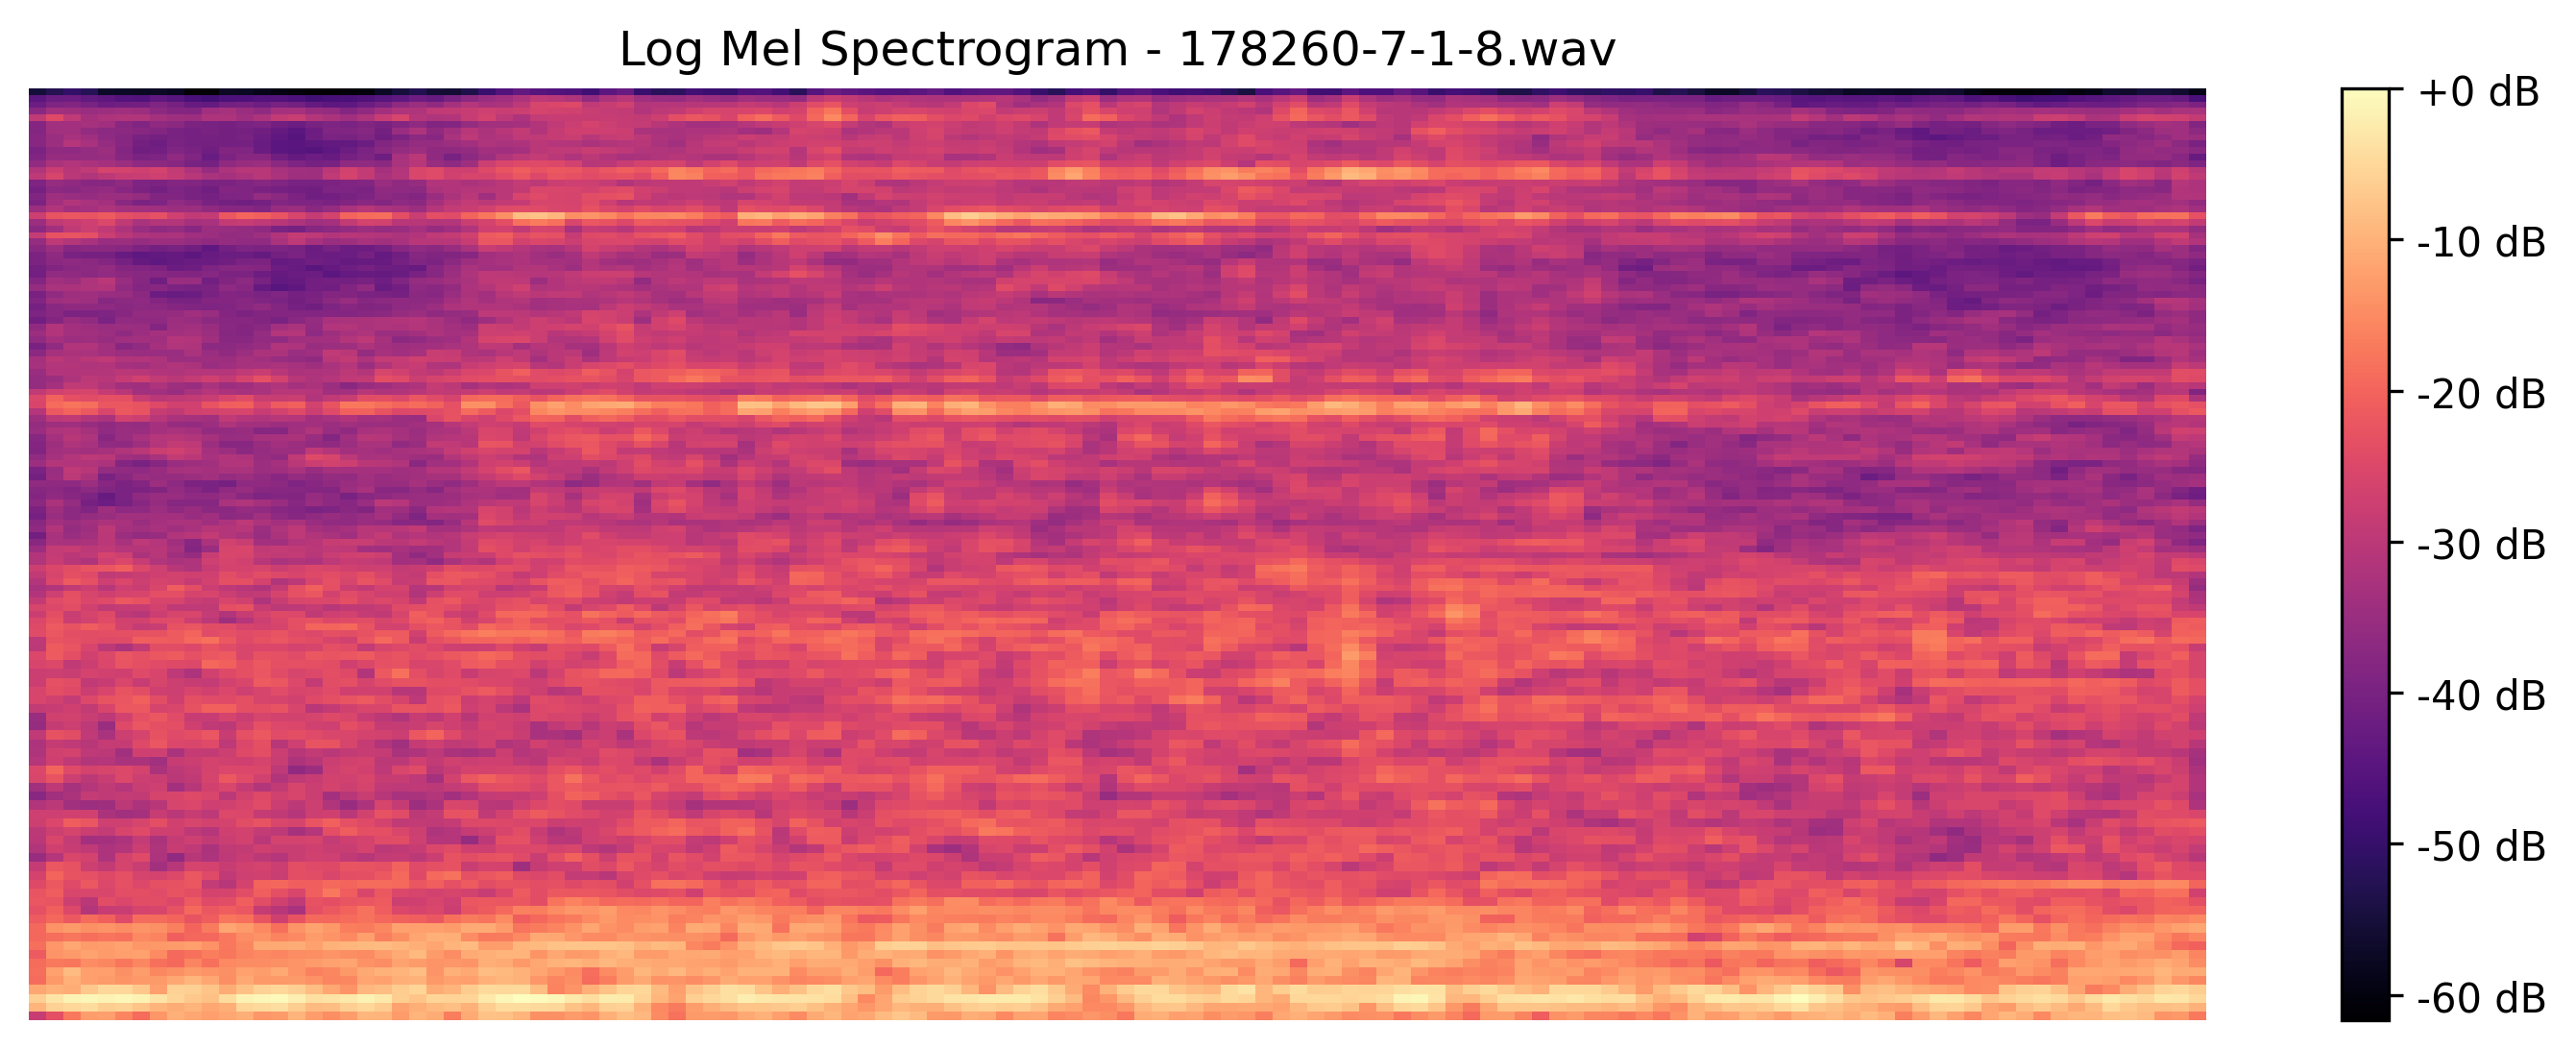 Log Mel Spectrogram - 178260-7-1-8.wav
+0 dB
-10 dB
-20 dB
-30 dB
-40 dB
-50 dB
-60 dB